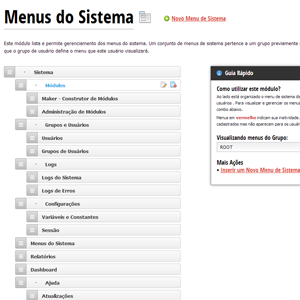 Menus do Sistema
Novo Menu de Sistema
Este módulo lista e permite gerenciamento dos menus do sistema. Um conjunto de menus de sistema pertence a um grupo previamente
que o grupo de usuário defina o menu que este usuário visualizará.
Sistema
Módulos
Maker - Construtor de Módulos
Administração de Módulos
Grupos e Usuários
Usuários
Grupos de Usuários
Logs
Logs do Sistema
Logs de Erros
Configurações
Variáveis e Constantes
Sessão
Menus do Sistema
Relatórios
Dashboard
Ajuda
Atualizações
Guia Rápido
Como utilizar este módulo?
Ao lado está organizado o menu de sistema do
usuários . Para visualizar e gerenciar os menus
combo abaixo.
Menus em vermelho indicam sua inatividade.
cadastrados mas não aparecem para os usuário
Visualizando menus do Grupo:
ROOT
Mais Ações
Inserir um Novo Menu de Sistema